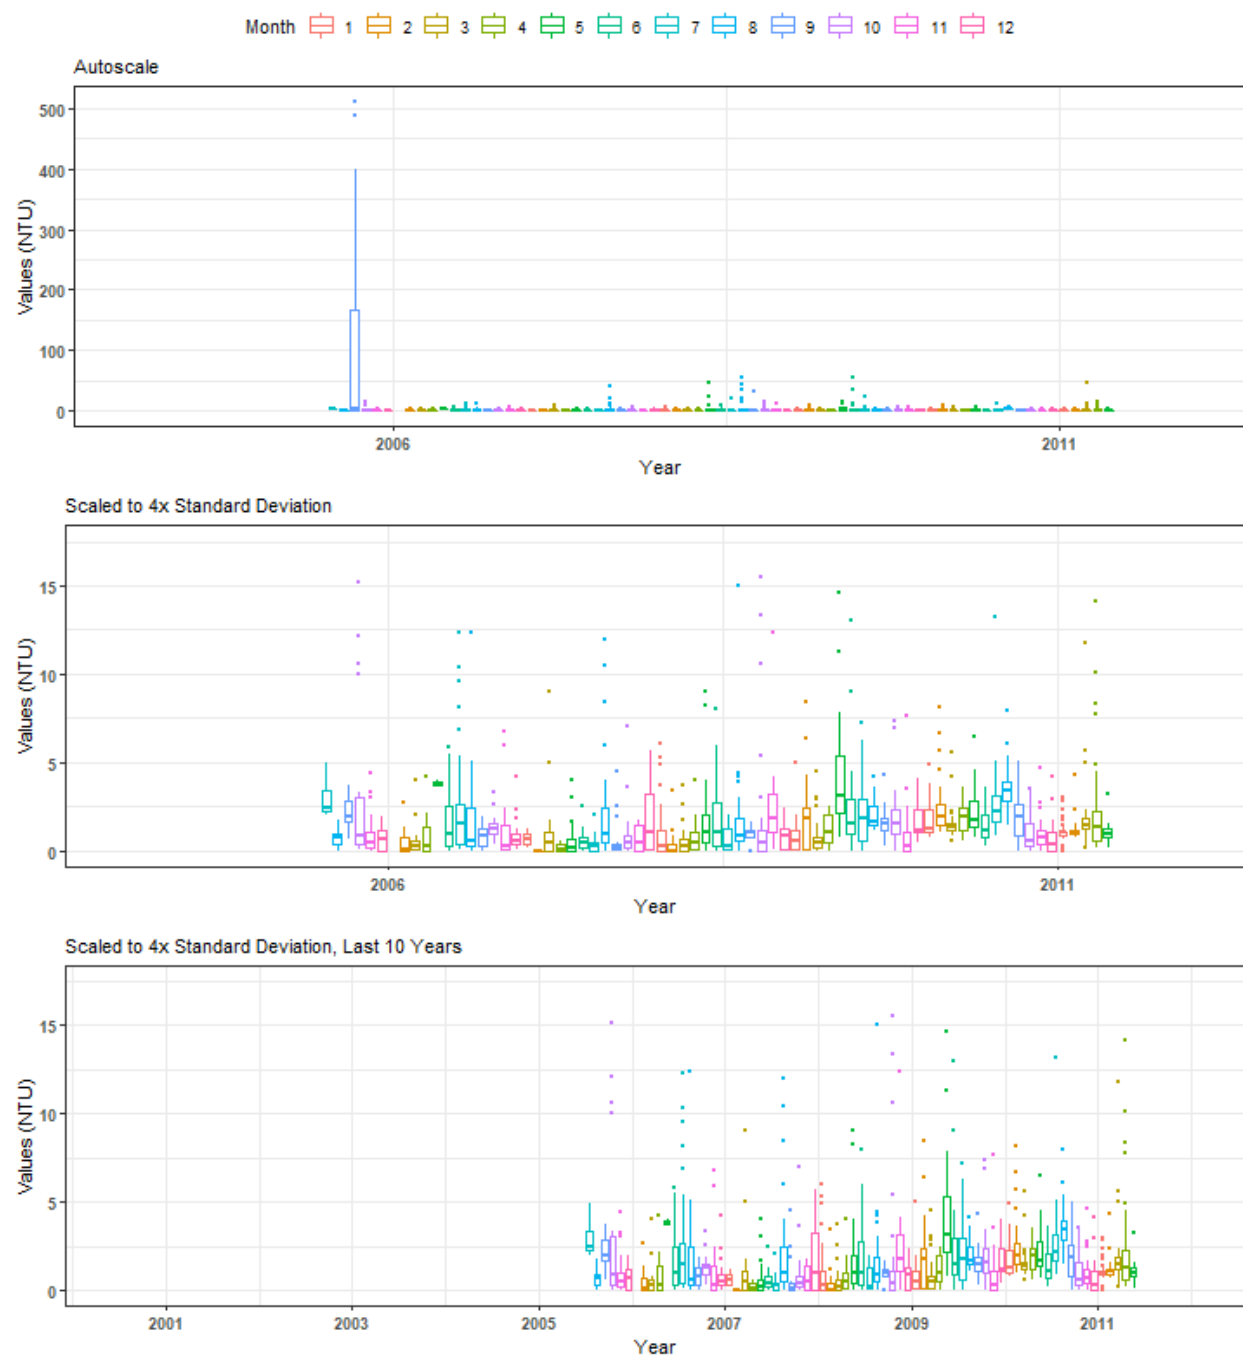 Month 1 2 3 4 5 6 7 8 9 10 11 12
Autoscale
Values (NTU)
500
400
300
200
100
0
2006 2011
Year
Scaled to 4x Standard Deviation
Values (NTU)
15
10
5
0
2006 2011
Year
Scaled to 4x Standard Deviation, Last 10 Years
Values (NTU)
15
10
5
0
2001 2003 2005 2007 2009 2011
Year